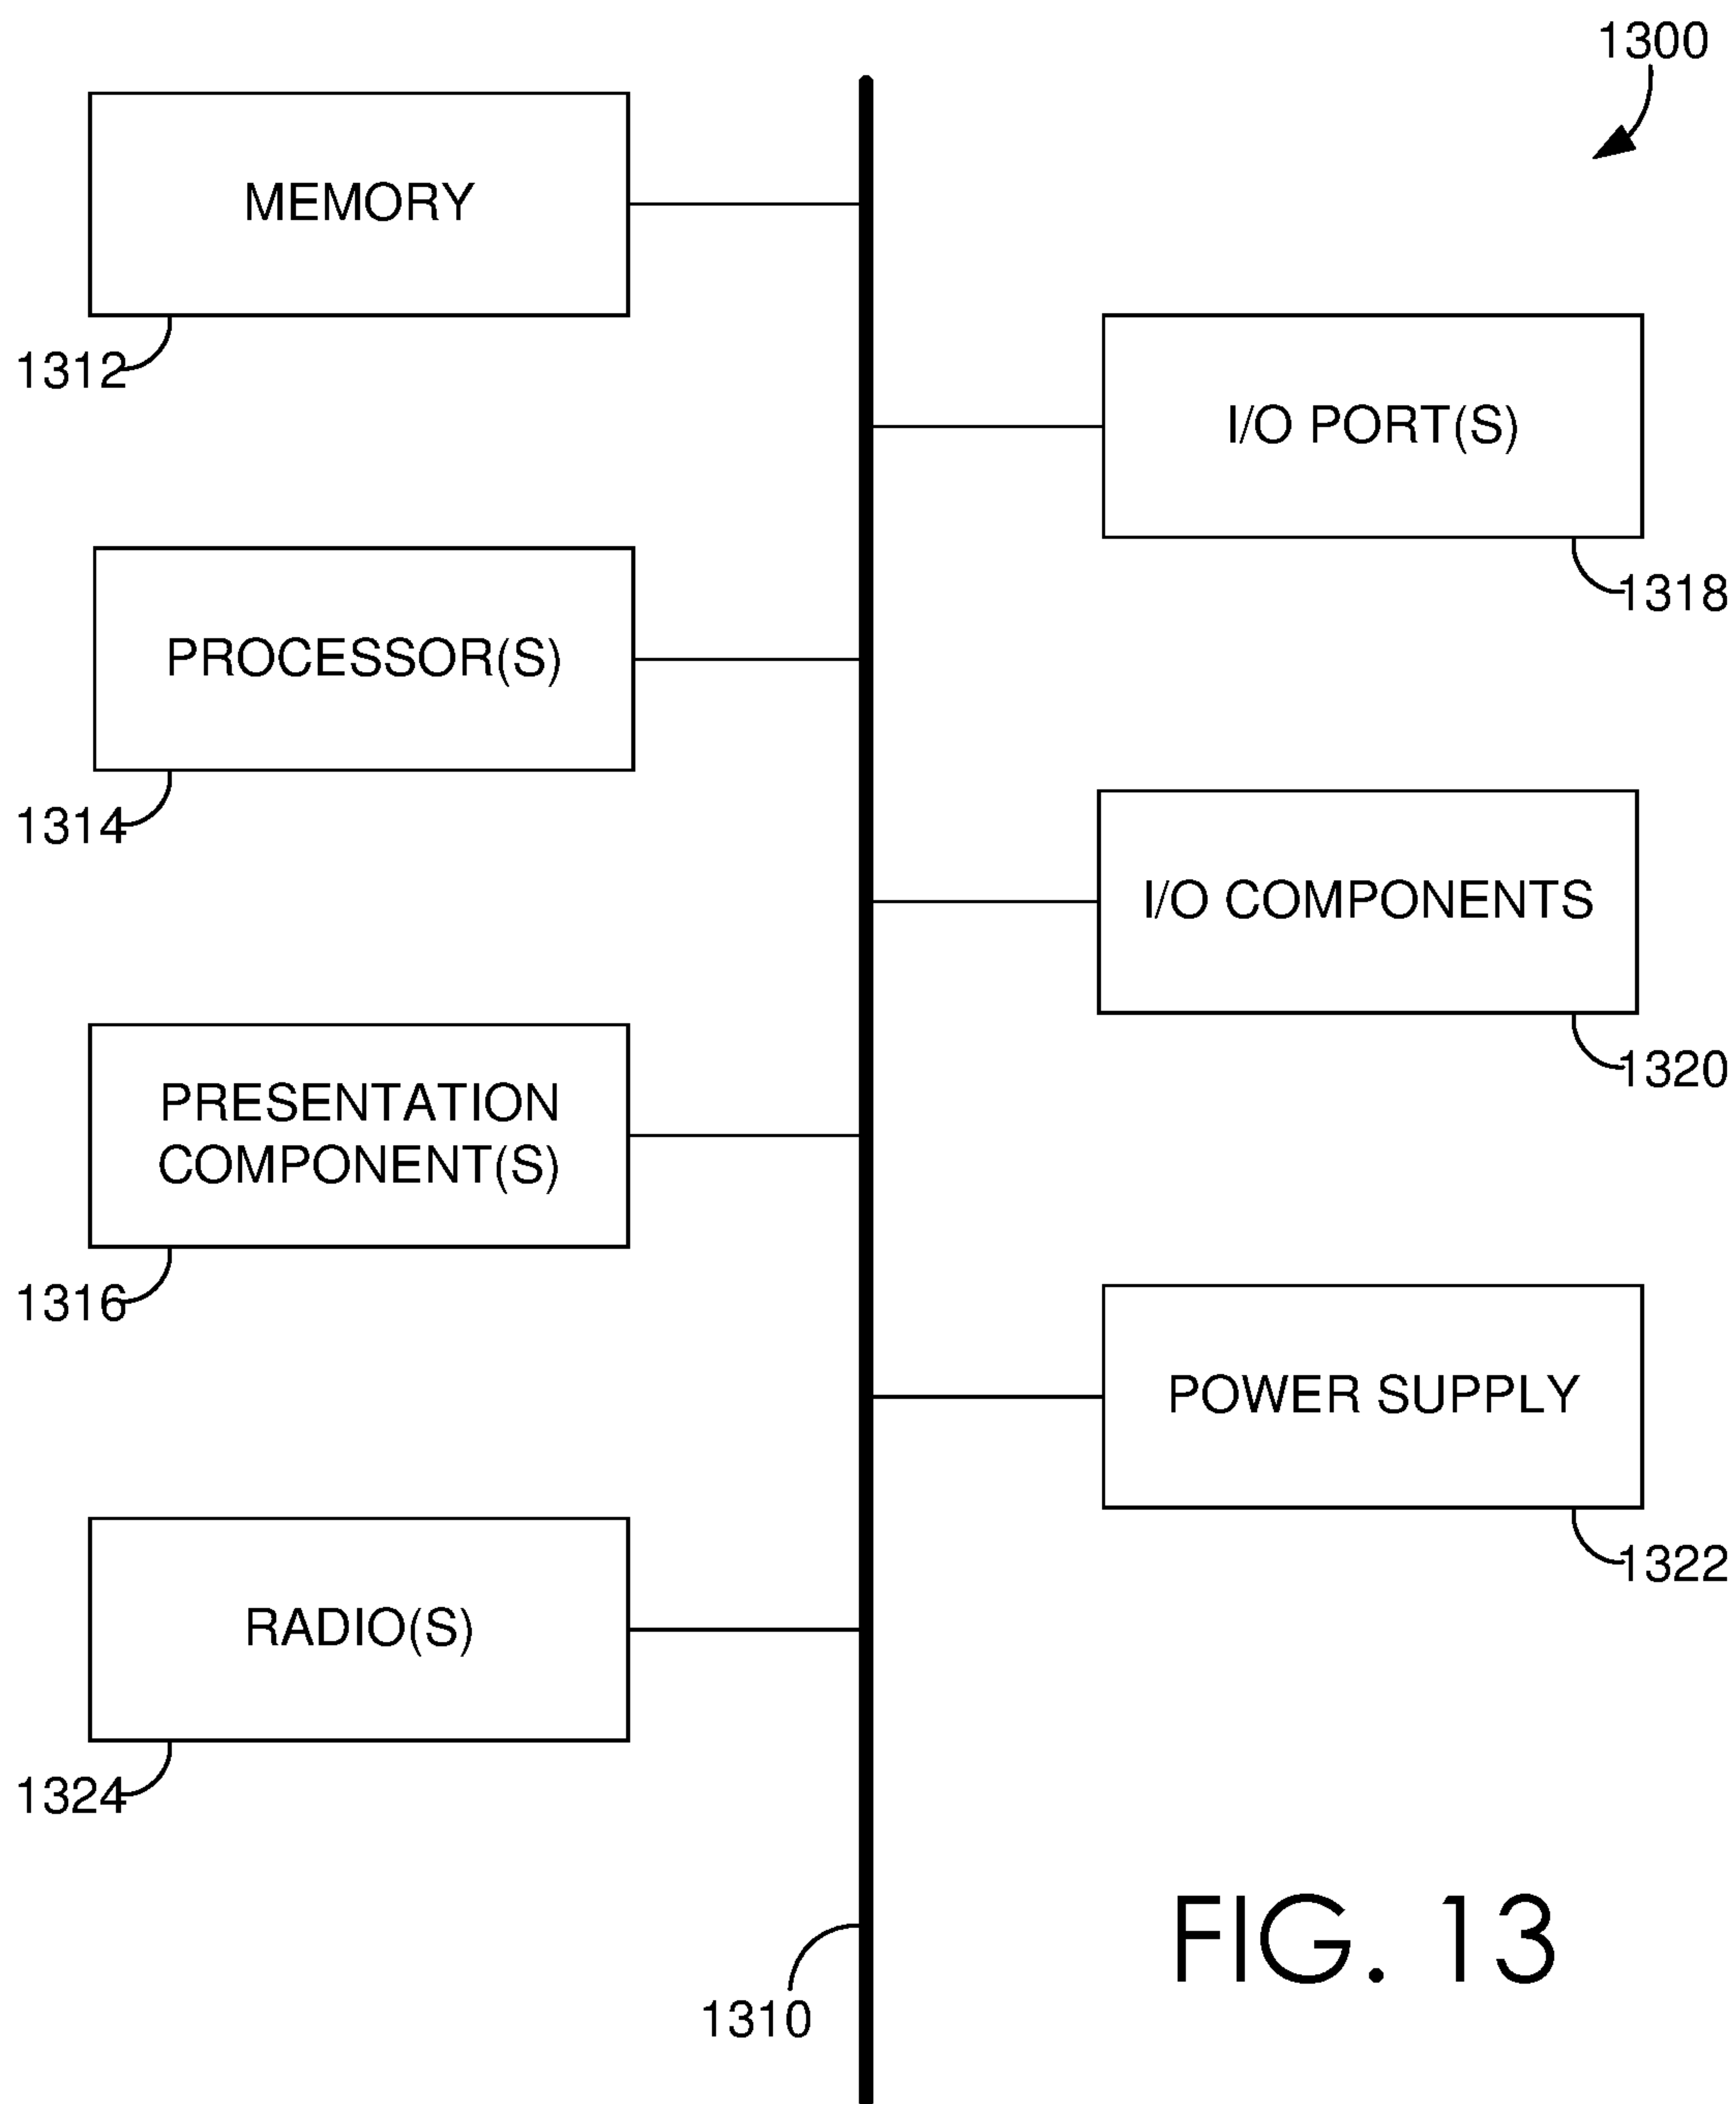 1300
MEMORY
1312
I/O PORT(S)
1318
PROCESSOR(S)
1314
I/O COMPONENTS
1320
PRESENTATION
COMPONENT(S)
1316
POWER SUPPLY
1322
RADIO(S)
1324
1310
FIG. 13